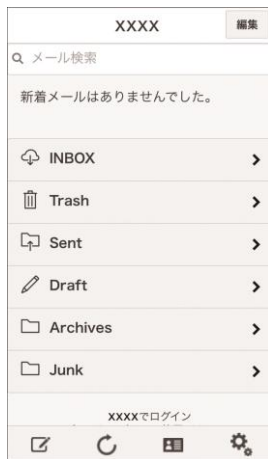 XXXX
編集
メール検索
新着メールはありませんでした。
INBOX
Trash
Sent
Draft
Archives
Junk
XXXXでログイン